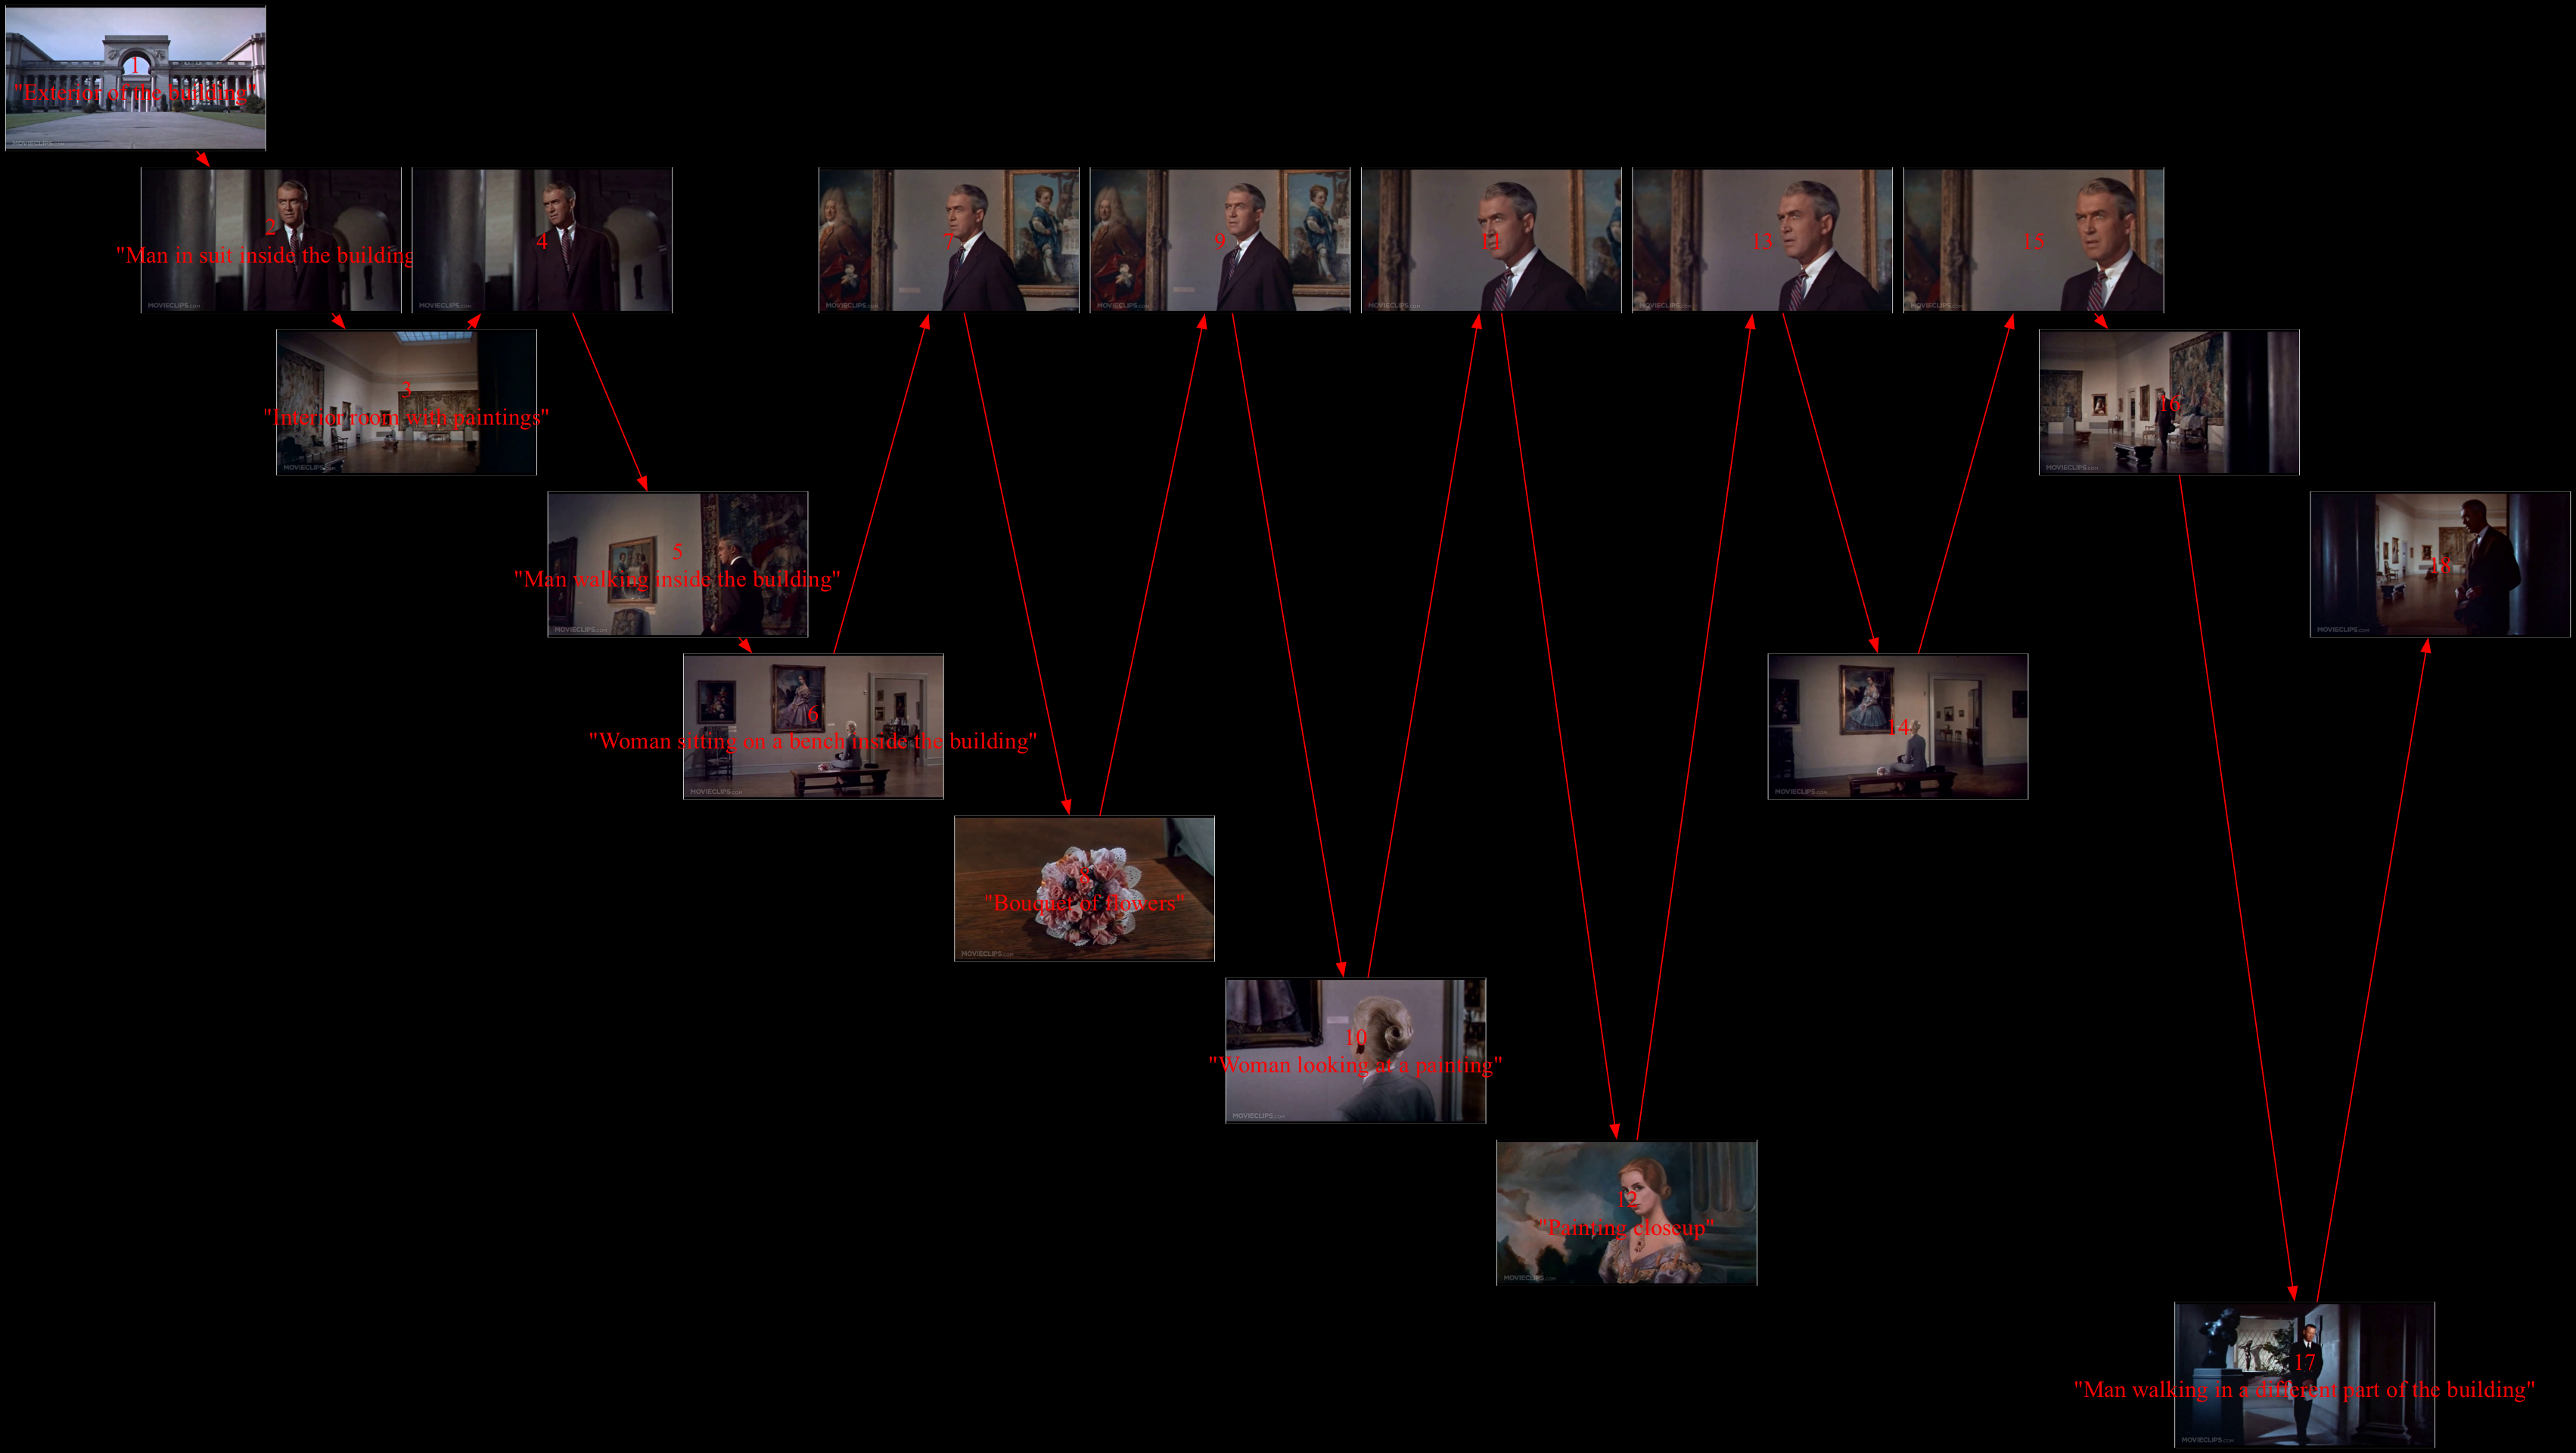 1
"Exterior of the building"
MOVIECLIPS.COM
2
"Man in suit inside the building
MOVIECLIPS.COM
4
MOVIECLIPS.COM
7
MOVIECLIPS.COM
9
MOVIECLIPS.COM
11
MOVIECLIPS.COM
13
MOVIECLIPS.COM
15
MOVIECLIPS.COM
3
"Interior room with paintings"
MOVIECLIPS.COM
16
MOVIECLIPS.COM
5
"Man walking inside the building"
MOVIECLIPS.COM
18
MOVIECLIPS.COM
6
"Woman sitting on a bench inside the building"
MOVIECLIPS.COM
14
MOVIECLIPS.COM
8
"Bouquet of flowers"
MOVIECLIPS.COM
10
"Woman looking at a painting"
MOVIECLIPS.COM
12
"Painting closeup"
MOVIECLIPS.COM
17
"Man walking in a different part of the building"
MOVIECLIPS.COM